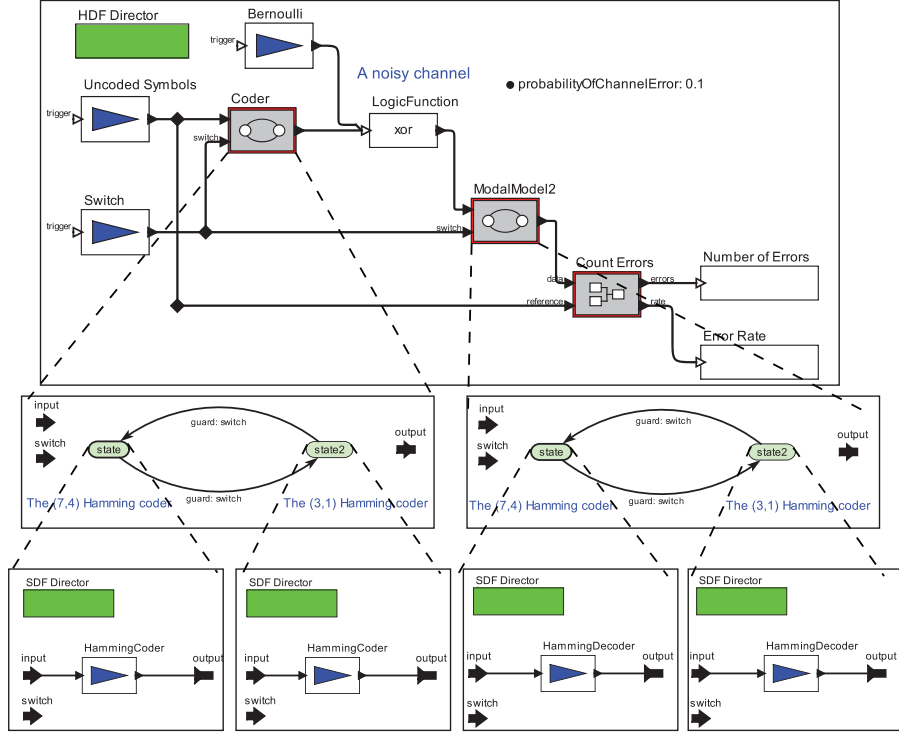 HDF Director
Bernoulli
trigger
A noisy channel
● probabilityOfChannelError: 0.1
Uncoded Symbols
trigger
Coder
switch
LogicFunction
xor
Switch
trigger
ModalModel2
switch
Count Errors
data
reference
errors
rate
Number of Errors
Error Rate
input
switch
guard: switch
state
state2
output
guard: switch
The (7,4) Hamming coder
The (3,1) Hamming coder
input
switch
guard: switch
state
state2
output
guard: switch
The (7,4) Hamming coder
The (3,1) Hamming coder
SDF Director
HammingCoder
input
output
switch
SDF Director
HammingCoder
input
output
switch
SDF Director
HammingDecoder
input
output
switch
SDF Director
HammingDecoder
input
output
switch